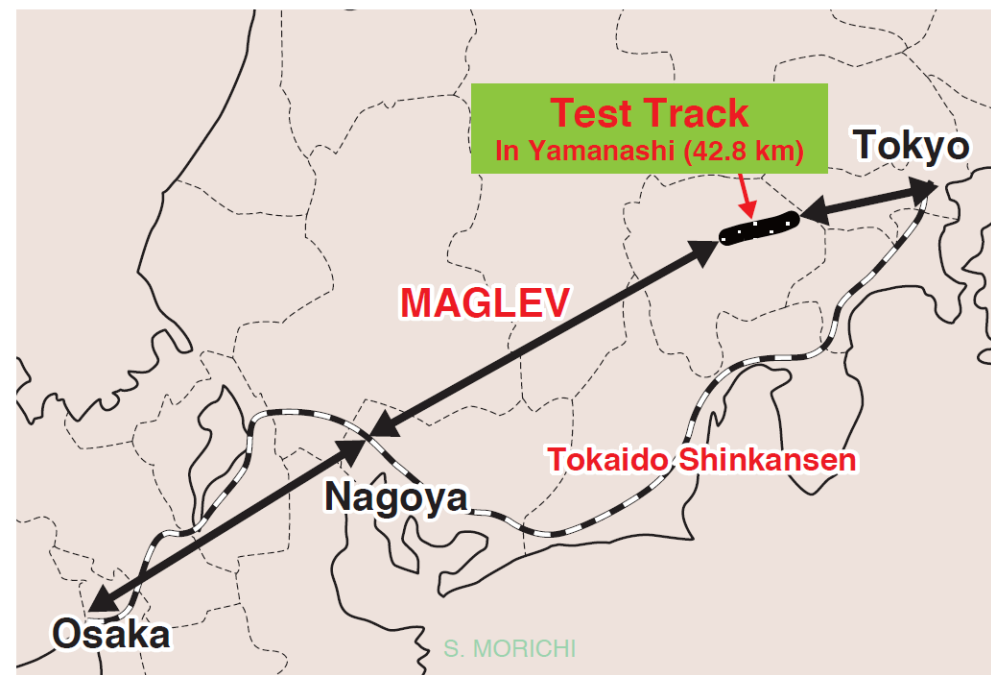 Test Track
In Yamanashi (42.8 km)
Tokyo
MAGLEV
Tokaido Shinkansen
Nagoya
Osaka
S. MORICHI